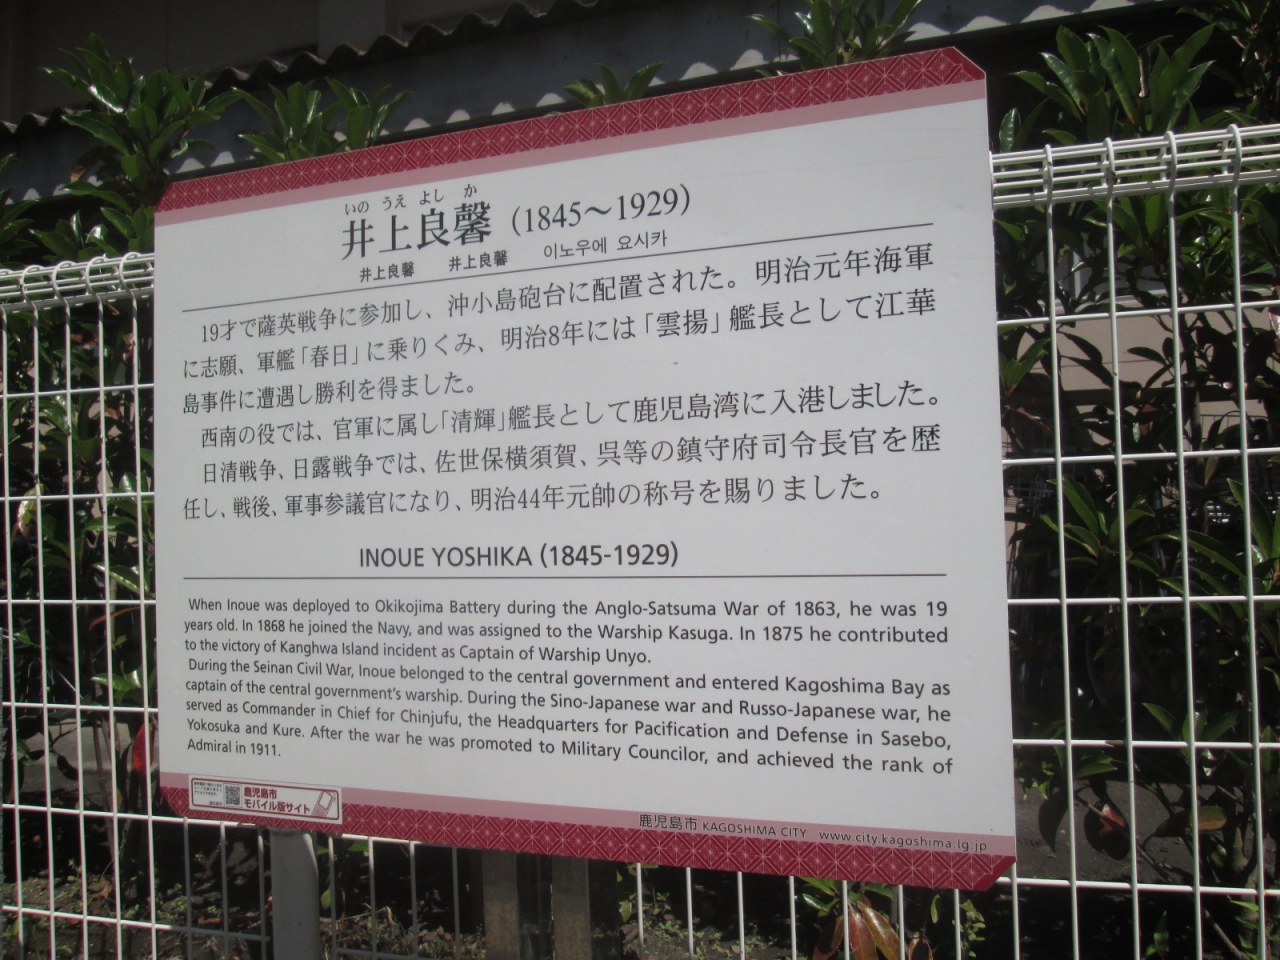 いのうえよしか
井上良馨（1845～1929）
井上良馨 井上良馨 이노우에 요시카
19才で薩英戦争に参加し、沖小島砲台に配置された。明治元年海軍
に志願、軍艦「春日」に乗りくみ、明治8年には「雲揚」艦長として江華
島事件に遭遇し勝利を得ました。
西南の役では、官軍に属し「清輝」艦長として鹿児島湾に入港しました。
日清戦争、日露戦争では、佐世保横須賀、呉等の鎮守府司令長官を歴
任し、戦後、軍事参議官になり、明治44年元帥の称号を賜りました。
INOUE YOSHIKA (1845-1929)
When Inoue was deployed to Okikojima Battery during the Anglo-Satsuma War of 1863, he was 19
years old. In 1868 he joined the Navy, and was assigned to the Warship Kasuga. In 1875 he contributed
to the victory of Kanghwa Island incident as Captain of Warship Unyo.
During the Seinan Civil War, Inoue belonged to the central government and entered Kagoshima Bay as
captain of the central government's warship. During the Sino-Japanese war and Russo-Japanese war, he
served as Commander in Chief for Chinjufu, the Headquarters for Pacification and Defense in Sasebo,
Yokosuka and Kure. After the war he was promoted to Military Councilor, and achieved the rank of
Admiral in 1911.
鹿児島市
モバイル版サイト
鹿児島市 KAGOSHIMA CITY www.city.kagoshima.lg.jp